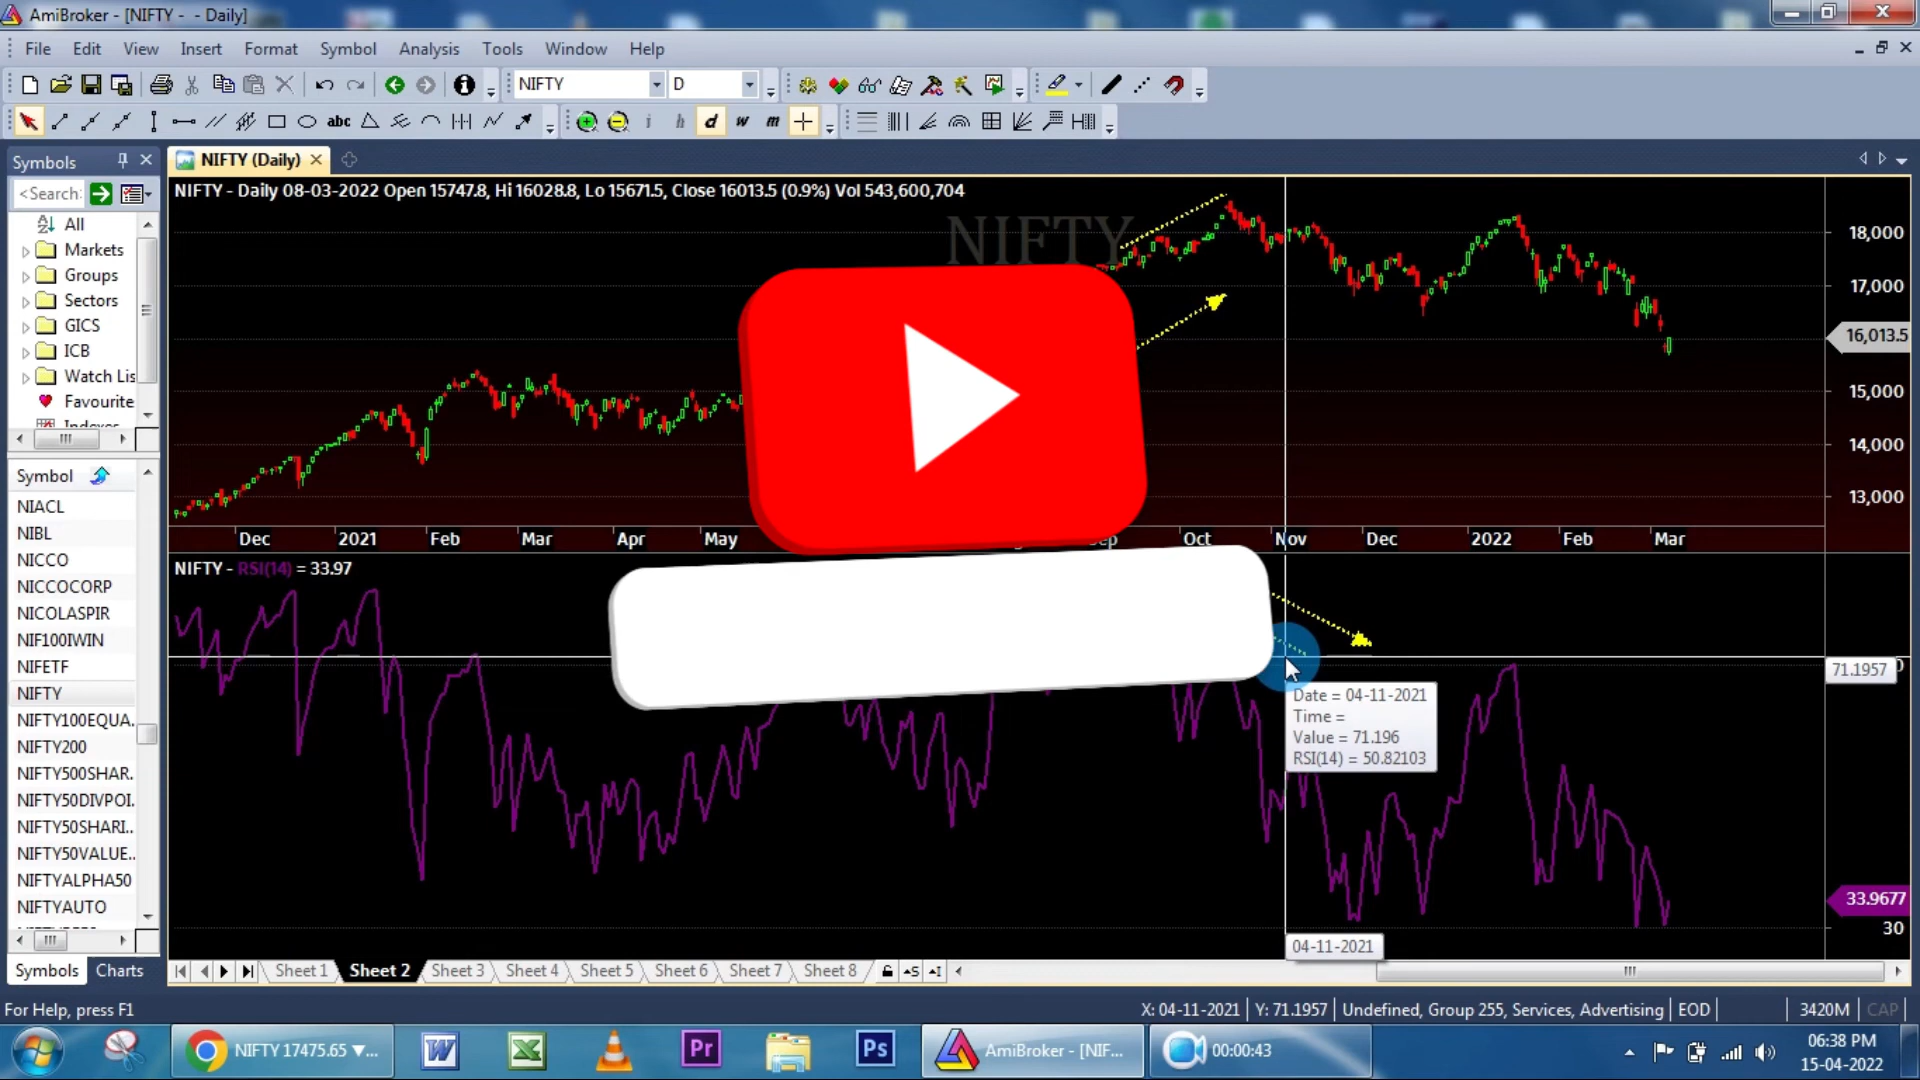 AmiBroker - [NIFTY -  - Daily]
File Edit View Insert Format Symbol Analysis Tools Window Help
NIFTY D
abc i h d w m
Symbols
NIFTY (Daily)
<Search:
All
Markets
Groups
Sectors
GICS
ICB
Watch Lis
Favourite
Indexes
NIFTY - Daily 08-03-2022 Open 15747.8, Hi 16028.8, Lo 15671.5, Close 16013.5 (0.9%) Vol 543,600,704
NIFTY
18,000
17,000
16,013.5
15,000
14,000
13,000
Dec 2021 Feb Mar Apr May Sep Oct Nov Dec 2022 Feb Mar
Symbol
NIACL
NIBL
NICCO
NICCOCORP
NICOLASPIR
NIF100IWIN
NIFETF
NIFTY
NIFTY100EQUA.
NIFTY200
NIFTY500SHAR.
NIFTY50DIVPOI.
NIFTY50SHARI..
NIFTY50VALUE..
NIFTYALPHA50
NIFTYAUTO
NIFTY - RSI(14) = 33.97
71.1957
Date = 04-11-2021
Time =
Value = 71.196
RSI(14) = 50.82103
33.9677
30
04-11-2021
Symbols Charts
Sheet 1 Sheet 2 Sheet 3 Sheet 4 Sheet 5 Sheet 6 Sheet 7 Sheet 8
For Help, press F1
X: 04-11-2021 Y: 71.1957 Undefined, Group 255, Services, Advertising EOD 3420M CAP
NIFTY 17475.65 ▼...
W
X
Pr
Ps
AmiBroker - [NIF...
00:00:43
06:38 PM
15-04-2022